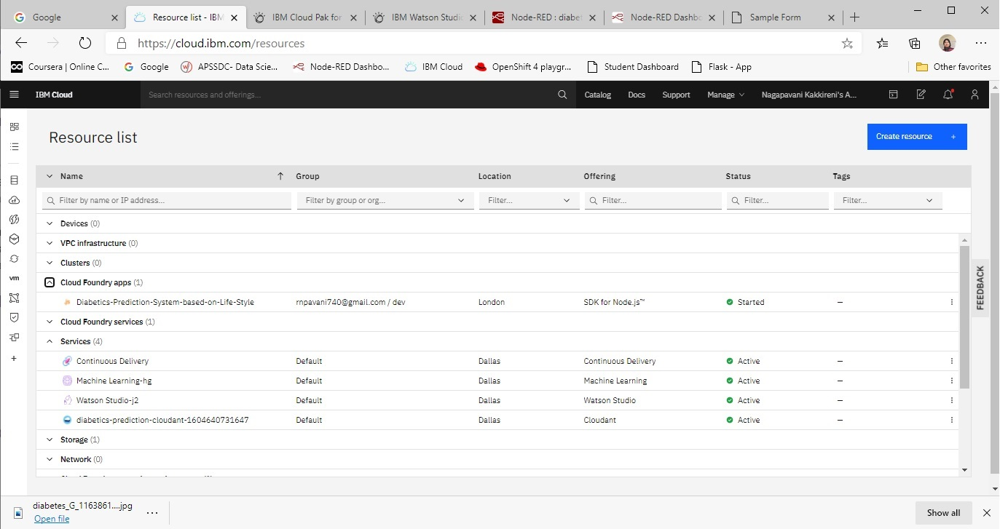 Google
Resource list - IBM
IBM Cloud Pak for
IBM Watson Studi
Node-RED : diabet
Node-RED Dashbo
Sample Form
https://cloud.ibm.com/resources
Coursera | Online C...
Google
APSSDC- Data Scie...
Node-RED Dashbo...
IBM Cloud
OpenShift 4 playgr...
Student Dashboard
Flask - App
Other favorites
IBM Cloud
Search resources and offerings...
Catalog
Docs
Support
Manage
Nagapavani Kakkireni's A...
Resource list
Create resource +
Name Group Location Offering Status Tags
Filter by name or IP address... Filter by group or org... Filter... Filter... Filter... Filter...
Devices (0)
VPC infrastructure (0)
Clusters (0)
Cloud Foundry apps (1)
Diabetics-Prediction-System-based-on-Life-Style rnpavani740@gmail.com / dev London SDK for Node.js™ Started –
Cloud Foundry services (1)
Services (4)
Continuous Delivery Default Dallas Continuous Delivery Active –
Machine Learning-hg Default Dallas Machine Learning Active –
Watson Studio-j2 Default Dallas Watson Studio Active –
diabetics-prediction-cloudant-1604640731647 Default Dallas Cloudant Active –
Storage (1)
Network (0)
FEEDBACK
vm
diabetes_G_1163861....jpg
Open file
Show all